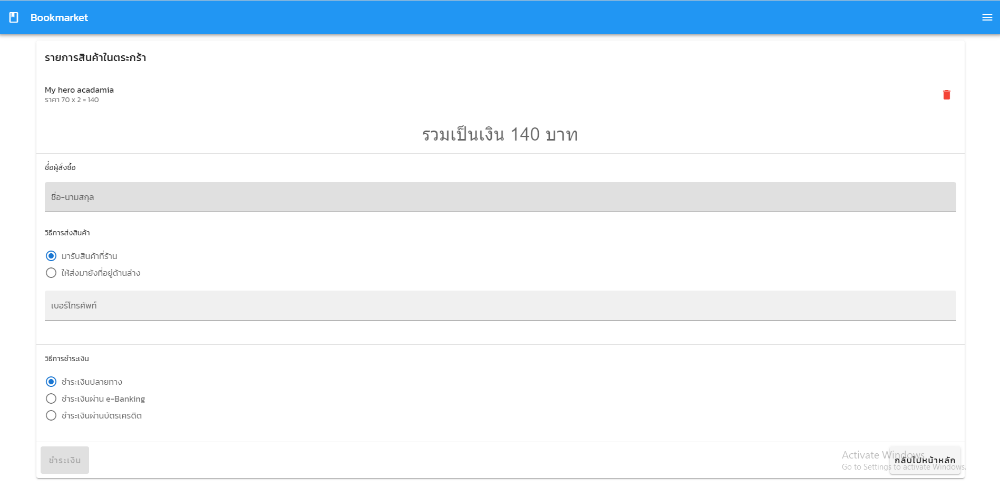 Bookmarket
รายการสินค้าในตระกร้า
My hero acadamia
ราคา 70 x 2 = 140
รวมเป็นเงิน 140 บาท
ชื่อผู้สั่งซื้อ
ชื่อ-นามสกุล
วิธีการส่งสินค้า
มารับสินค้าที่ร้าน
ให้ส่งมายังที่อยู่ด้านล่าง
เบอร์โทรศัพท์
วิธีการชำระเงิน
ชำระเงินปลายทาง
ชำระเงินผ่าน e-Banking
ชำระเงินผ่านบัตรเครดิต
ชำระเงิน
กลับไปหน้าหลัก
Activate Windows
Go to Settings to activate Windows.